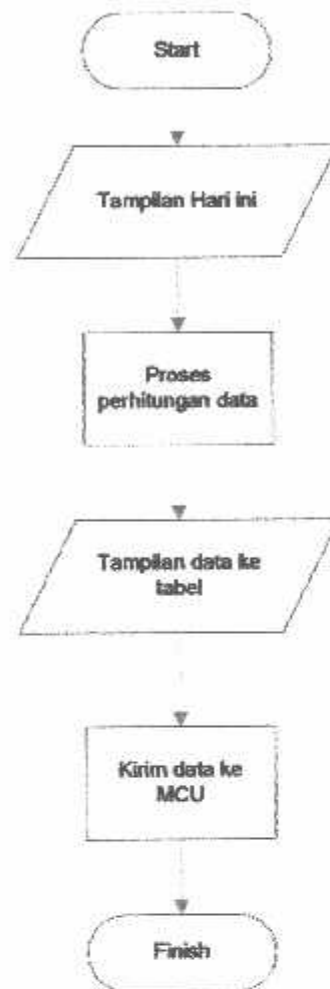 Start
Tampilan Hari ini
Proses
perhitungan data
Tampilan data ke
tabel
Kirim data ke
MCU
Finish